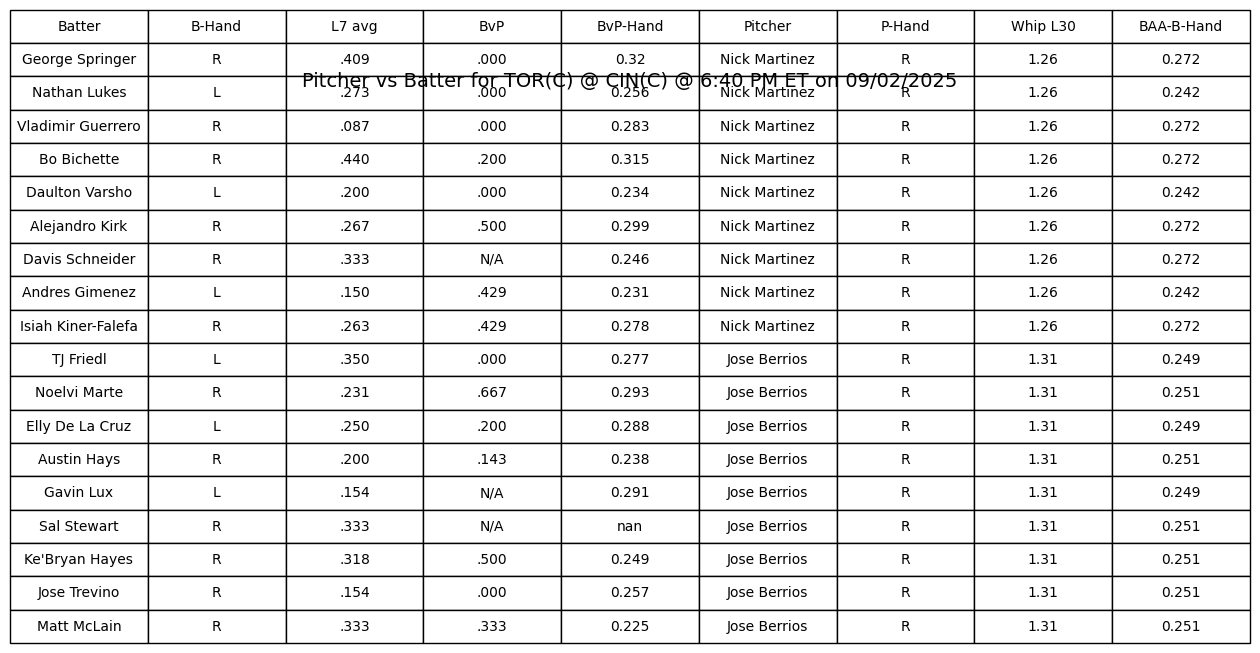 Batter B-Hand L7 avg BvP BvP-Hand Pitcher P-Hand Whip L30 BAA-B-Hand
George Springer R .409 .000 0.32 Nick Martinez R 1.26 0.272
Pitcher vs Batter for TOR(C) @ CIN(C) @ 6:40 PM ET on 09/02/2025
Nathan Lukes L .273 .000 0.256 Nick Martinez R 1.26 0.242
Vladimir Guerrero R .087 .000 0.283 Nick Martinez R 1.26 0.272
Bo Bichette R .440 .200 0.315 Nick Martinez R 1.26 0.272
Daulton Varsho L .200 .000 0.234 Nick Martinez R 1.26 0.242
Alejandro Kirk R .267 .500 0.299 Nick Martinez R 1.26 0.272
Davis Schneider R .333 N/A 0.246 Nick Martinez R 1.26 0.272
Andres Gimenez L .150 .429 0.231 Nick Martinez R 1.26 0.242
Isiah Kiner-Falefa R .263 .429 0.278 Nick Martinez R 1.26 0.272
TJ Friedl L .350 .000 0.277 Jose Berrios R 1.31 0.249
Noelvi Marte R .231 .667 0.293 Jose Berrios R 1.31 0.251
Elly De La Cruz L .250 .200 0.288 Jose Berrios R 1.31 0.249
Austin Hays R .200 .143 0.238 Jose Berrios R 1.31 0.251
Gavin Lux L .154 N/A 0.291 Jose Berrios R 1.31 0.249
Sal Stewart R .333 N/A nan Jose Berrios R 1.31 0.251
Ke'Bryan Hayes R .318 .500 0.249 Jose Berrios R 1.31 0.251
Jose Trevino R .154 .000 0.257 Jose Berrios R 1.31 0.251
Matt McLain R .333 .333 0.225 Jose Berrios R 1.31 0.251